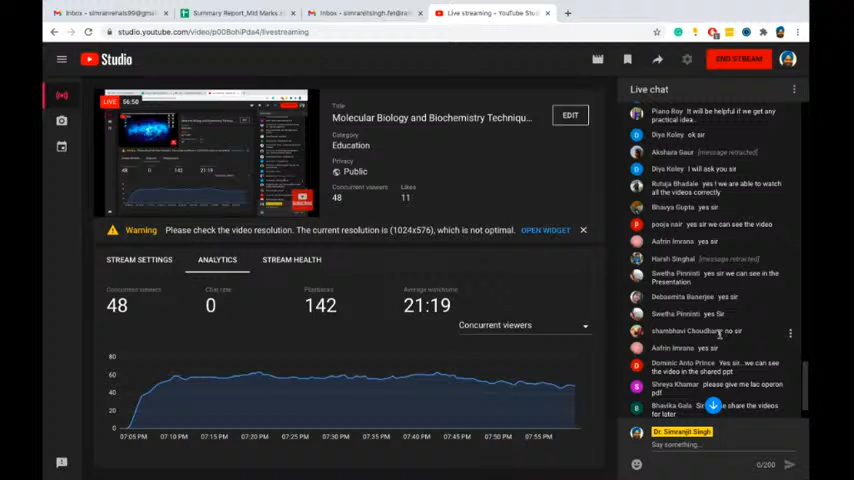 Inbox - simranrehals99@gma
Summary Report_Mid Marks
Inbox - simranjitsingh.fet@ran
Live streaming - YouTube Studi
studio.youtube.com/video/p00BohiPda4/livestreaming
Studio
END STREAM
LIVE 56:50
Title
Molecular Biology and Biochemistry Techniqu...
EDIT
Category
Education
Privacy
Public
Concurrent viewers
Likes
48
11
Warning Please check the video resolution. The current resolution is (1024x576), which is not optimal. OPEN WIDGET
STREAM SETTINGS
ANALYTICS
STREAM HEALTH
Concurrent viewers
Chat rate
Playbacks
Average watchtime
48
0
142
21:19
Concurrent viewers
80
60
40
20
0
07:05 PM
07:10 PM
07:15 PM
07:20 PM
07:25 PM
07:30 PM
07:35 PM
07:40 PM
07:45 PM
07:50 PM
07:55 PM
Live chat
Piano Roy It will be helpful if we get any
practical idea..
Diya Koley ok sir
Akshara Gaur [message retracted]
Diya Koley I will ask you sir
Rutuja Bhadale yes I we are able to watch
all the videos correctly
Bhavya Gupta yes sir
pooja nair yes sir we can see the video
Aafrin Imrana yes sir
Harsh Singhal [message retracted]
Swetha Pinninti yes sir we can see in the
Presentation
Debasmita Banerjee yes sir
Swetha Pinninti yes Sir
shambhavi Choudhary no sir
Aafrin Imrana yes sir
Dominic Anto Prince Yes sir...we can see
the video in the shared ppt
Shreya Khamar please give me lac operon
pdf
Bhavika Gala Sir share the videos
for later
Dr. Simranjit Singh
Say something...
0/200